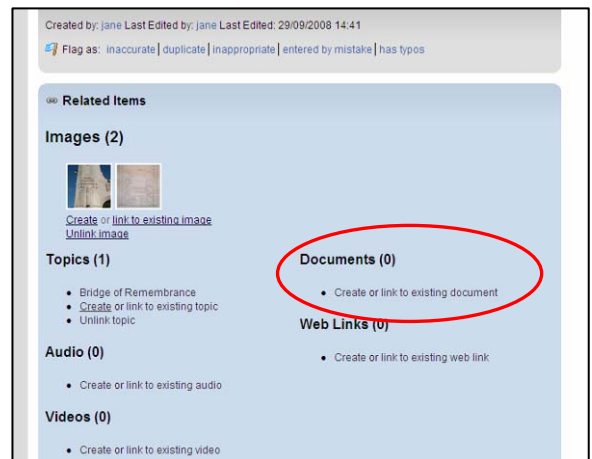 Created by: jane Last Edited by: jane Last Edited: 29/09/2008 14:41
Flag as: inaccurate | duplicate | inappropriate | entered by mistake | has typos
Related Items
Images (2)
Create or link to existing image
Unlink image
Topics (1)
Bridge of Remembrance
Create or link to existing topic
Unlink topic
Audio (0)
Create or link to existing audio
Videos (0)
Create or link to existing video
Documents (0)
Create or link to existing document
Web Links (0)
Create or link to existing web link